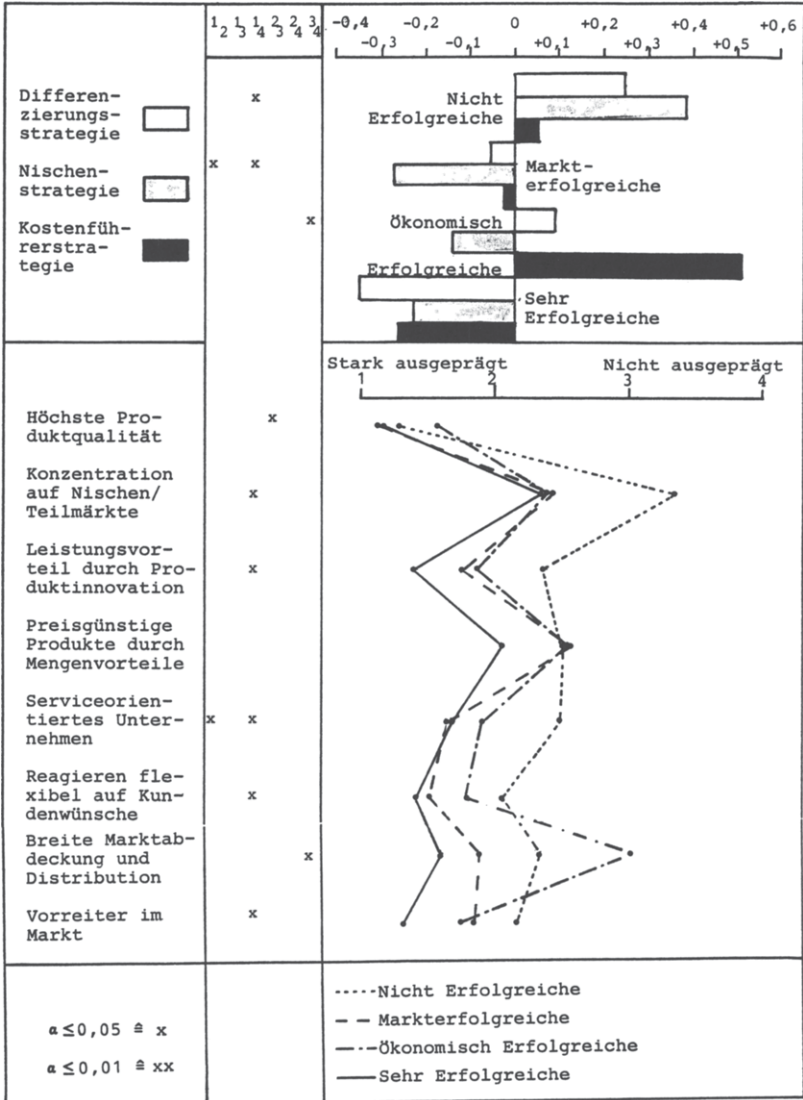 1 2 1 3 1 4 2 3 2 4 3 4
-0,4 -0,2 0 +0,2 +0,4 +0,6
-0,3 -0,1 +0,1 +0,3 +0,5
Differen-
zierungs-
strategie
x
Nischen-
strategie
x x
Kostenfüh-
rerstra-
tegie
x
Nicht
Erfolgreiche
Markt-
erfolgreiche
Ökonomisch
Erfolgreiche
Sehr
Erfolgreiche
Stark ausgeprägt Nicht ausgeprägt
1 2 3 4
Höchste Pro-
duktqualität
x
Konzentration
auf Nischen/
Teilmärkte
x
Leistungsvor-
teil durch Pro-
duktinnovation
x
Preisgünstige
Produkte durch
Mengenvorteile
Serviceorien-
tiertes Unter-
nehmen
x x
Reagieren fle-
xibel auf Kun-
denwünsche
x
Breite Marktab-
deckung und
Distribution
x
Vorreiter im
Markt
x
α ≤ 0,05 ≙ x
α ≤ 0,01 ≙ xx
Nicht Erfolgreiche
Markterfolgreiche
Ökonomisch Erfolgreiche
Sehr Erfolgreiche